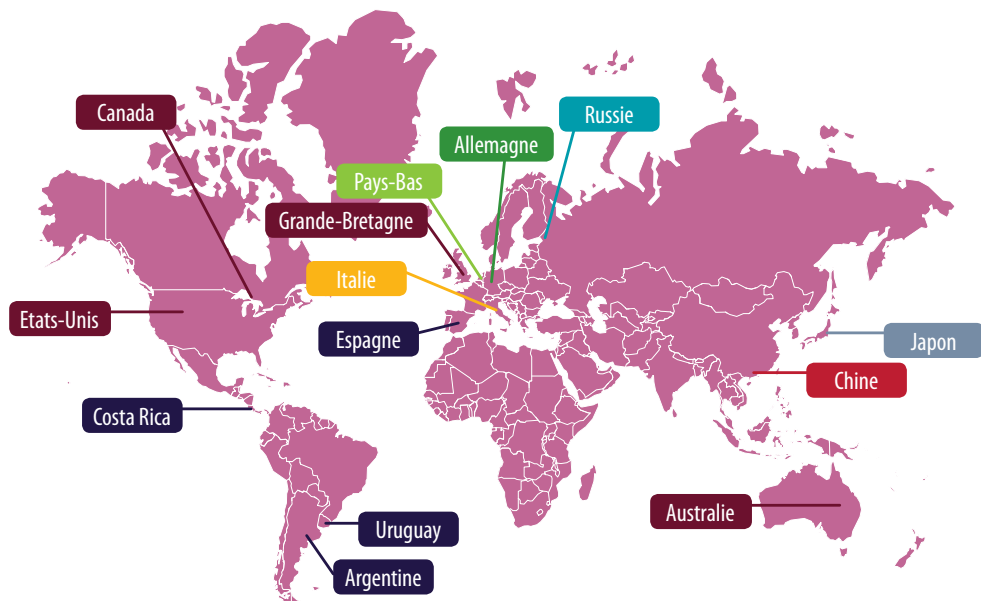 Canada
Russie
Allemagne
Pays-Bas
Grande-Bretagne
Italie
Etats-Unis
Espagne
Japon
Chine
Costa Rica
Australie
Uruguay
Argentine